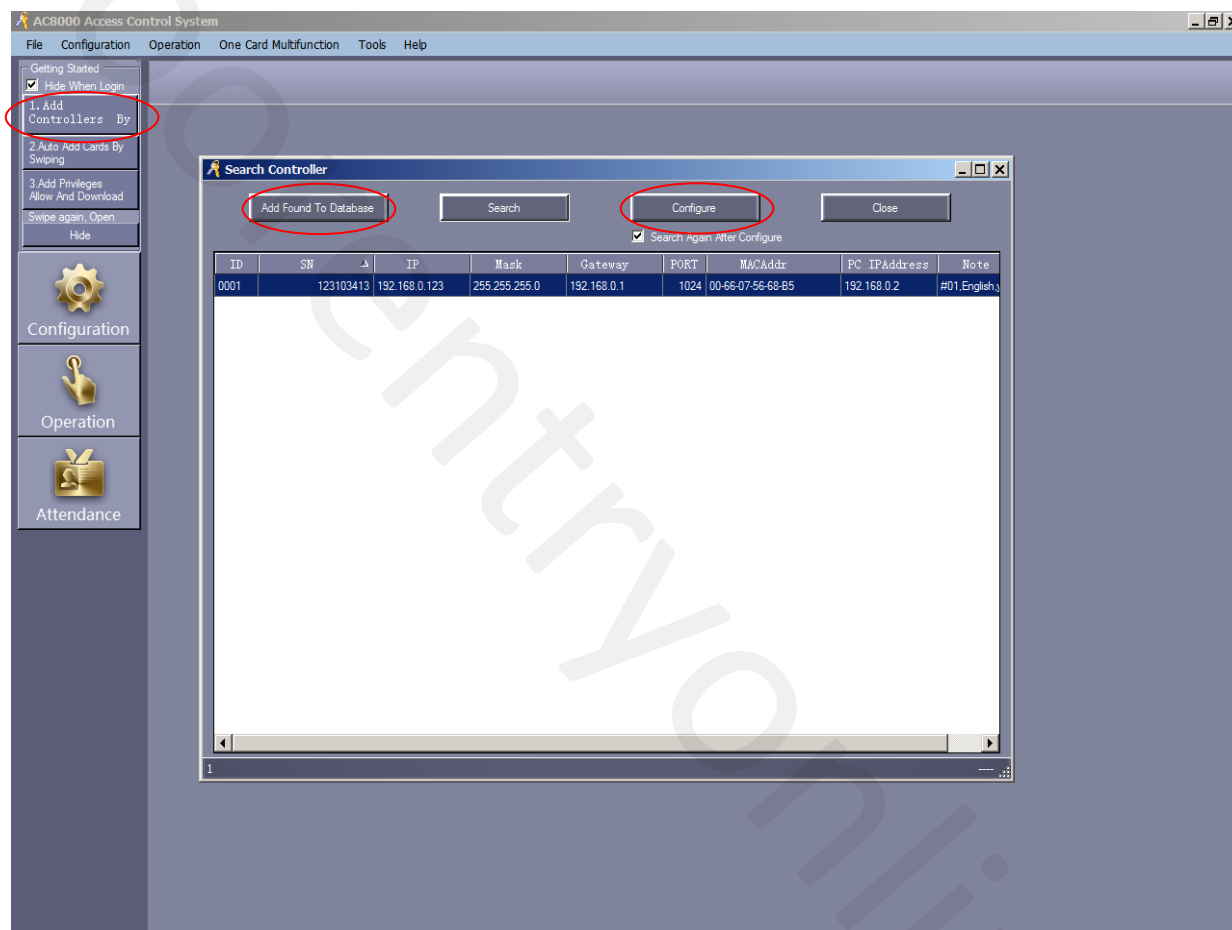 AC8000 Access Control System
File Configuration Operation One Card Multifunction Tools Help
Getting Started
Hide When Login
1.Add
Controllers By
2.Auto Add Cards By
Swiping
3.Add Privileges
Allow And Download
Swipe again, Open
Hide
Configuration
Operation
Attendance
Search Controller
Add Found To Database Search Configure Close
Search Again After Configure
ID SN IP Mask Gateway PORT MACAddr PC IPAddress Note
0001 123103413 192.168.0.123 255.255.255.0 192.168.0.1 1024 00-66-07-56-68-B5 192.168.0.2 #01,English,
1 ----
entryonli